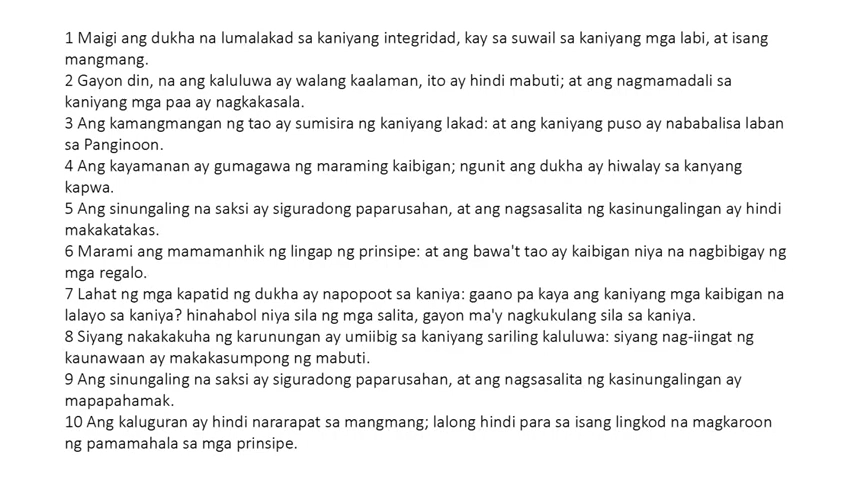 1 Maigi ang dukha na lumalakad sa kaniyang integridad, kay sa suwail sa kaniyang mga labi, at isang
mangmang.
2 Gayon din, na ang kaluluwa ay walang kaalaman, ito ay hindi mabuti; at ang nagmamadali sa
kaniyang mga paa ay nagkakasala.
3 Ang kamangmangan ng tao ay sumisira ng kaniyang lakad: at ang kaniyang puso ay nababalisa laban
sa Panginoon.
4 Ang kayamanan ay gumagawa ng maraming kaibigan; ngunit ang dukha ay hiwalay sa kanyang
kapwa.
5 Ang sinungaling na saksi ay siguradong paparusahan, at ang nagsasalita ng kasinungalingan ay hindi
makakatakas.
6 Marami ang mamamanhik ng lingap ng prinsipe: at ang bawa't tao ay kaibigan niya na nagbibigay ng
mga regalo.
7 Lahat ng mga kapatid ng dukha ay napopoot sa kaniya: gaano pa kaya ang kaniyang mga kaibigan na
lalayo sa kaniya? hinahabol niya sila ng mga salita, gayon ma'y nagkukulang sila sa kaniya.
8 Siyang nakakakuha ng karunungan ay umiibig sa kaniyang sariling kaluluwa: siyang nag-iingat ng
kaunawaan ay makakasumpong ng mabuti.
9 Ang sinungaling na saksi ay siguradong paparusahan, at ang nagsasalita ng kasinungalingan ay
mapapahamak.
10 Ang kaluguran ay hindi nararapat sa mangmang; lalong hindi para sa isang lingkod na magkaroon
ng pamamahala sa mga prinsipe.